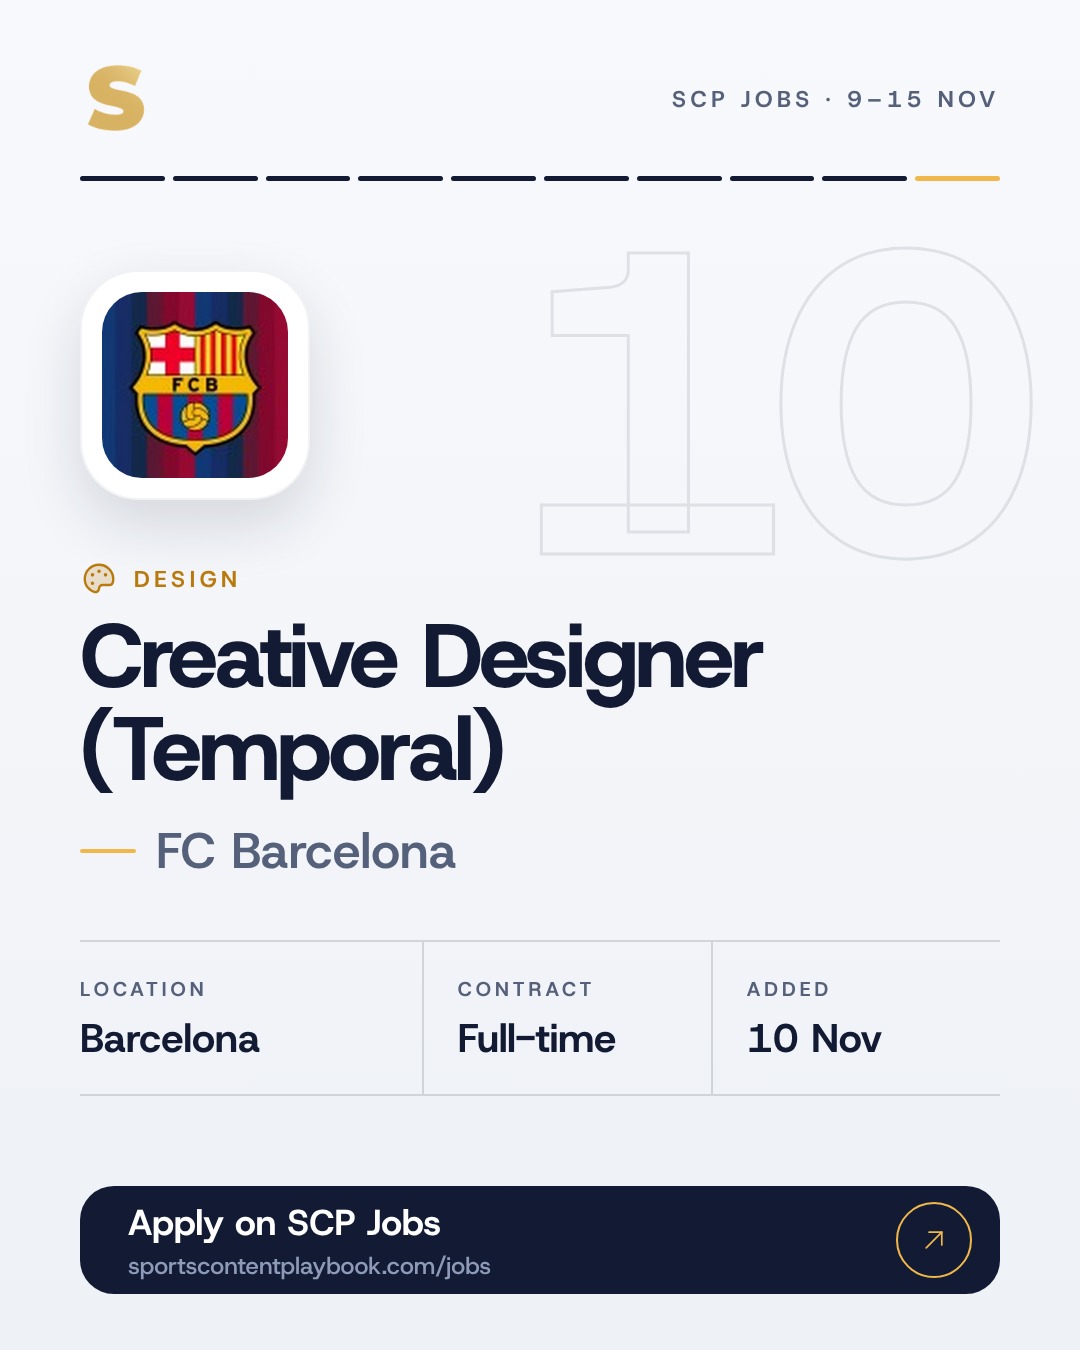 S
SCP JOBS · 9–15 NOV
10
FCB
DESIGN
Creative Designer
(Temporal)
FC Barcelona
LOCATION
Barcelona
CONTRACT
Full-time
ADDED
10 Nov
Apply on SCP Jobs
sportscontentplaybook.com/jobs